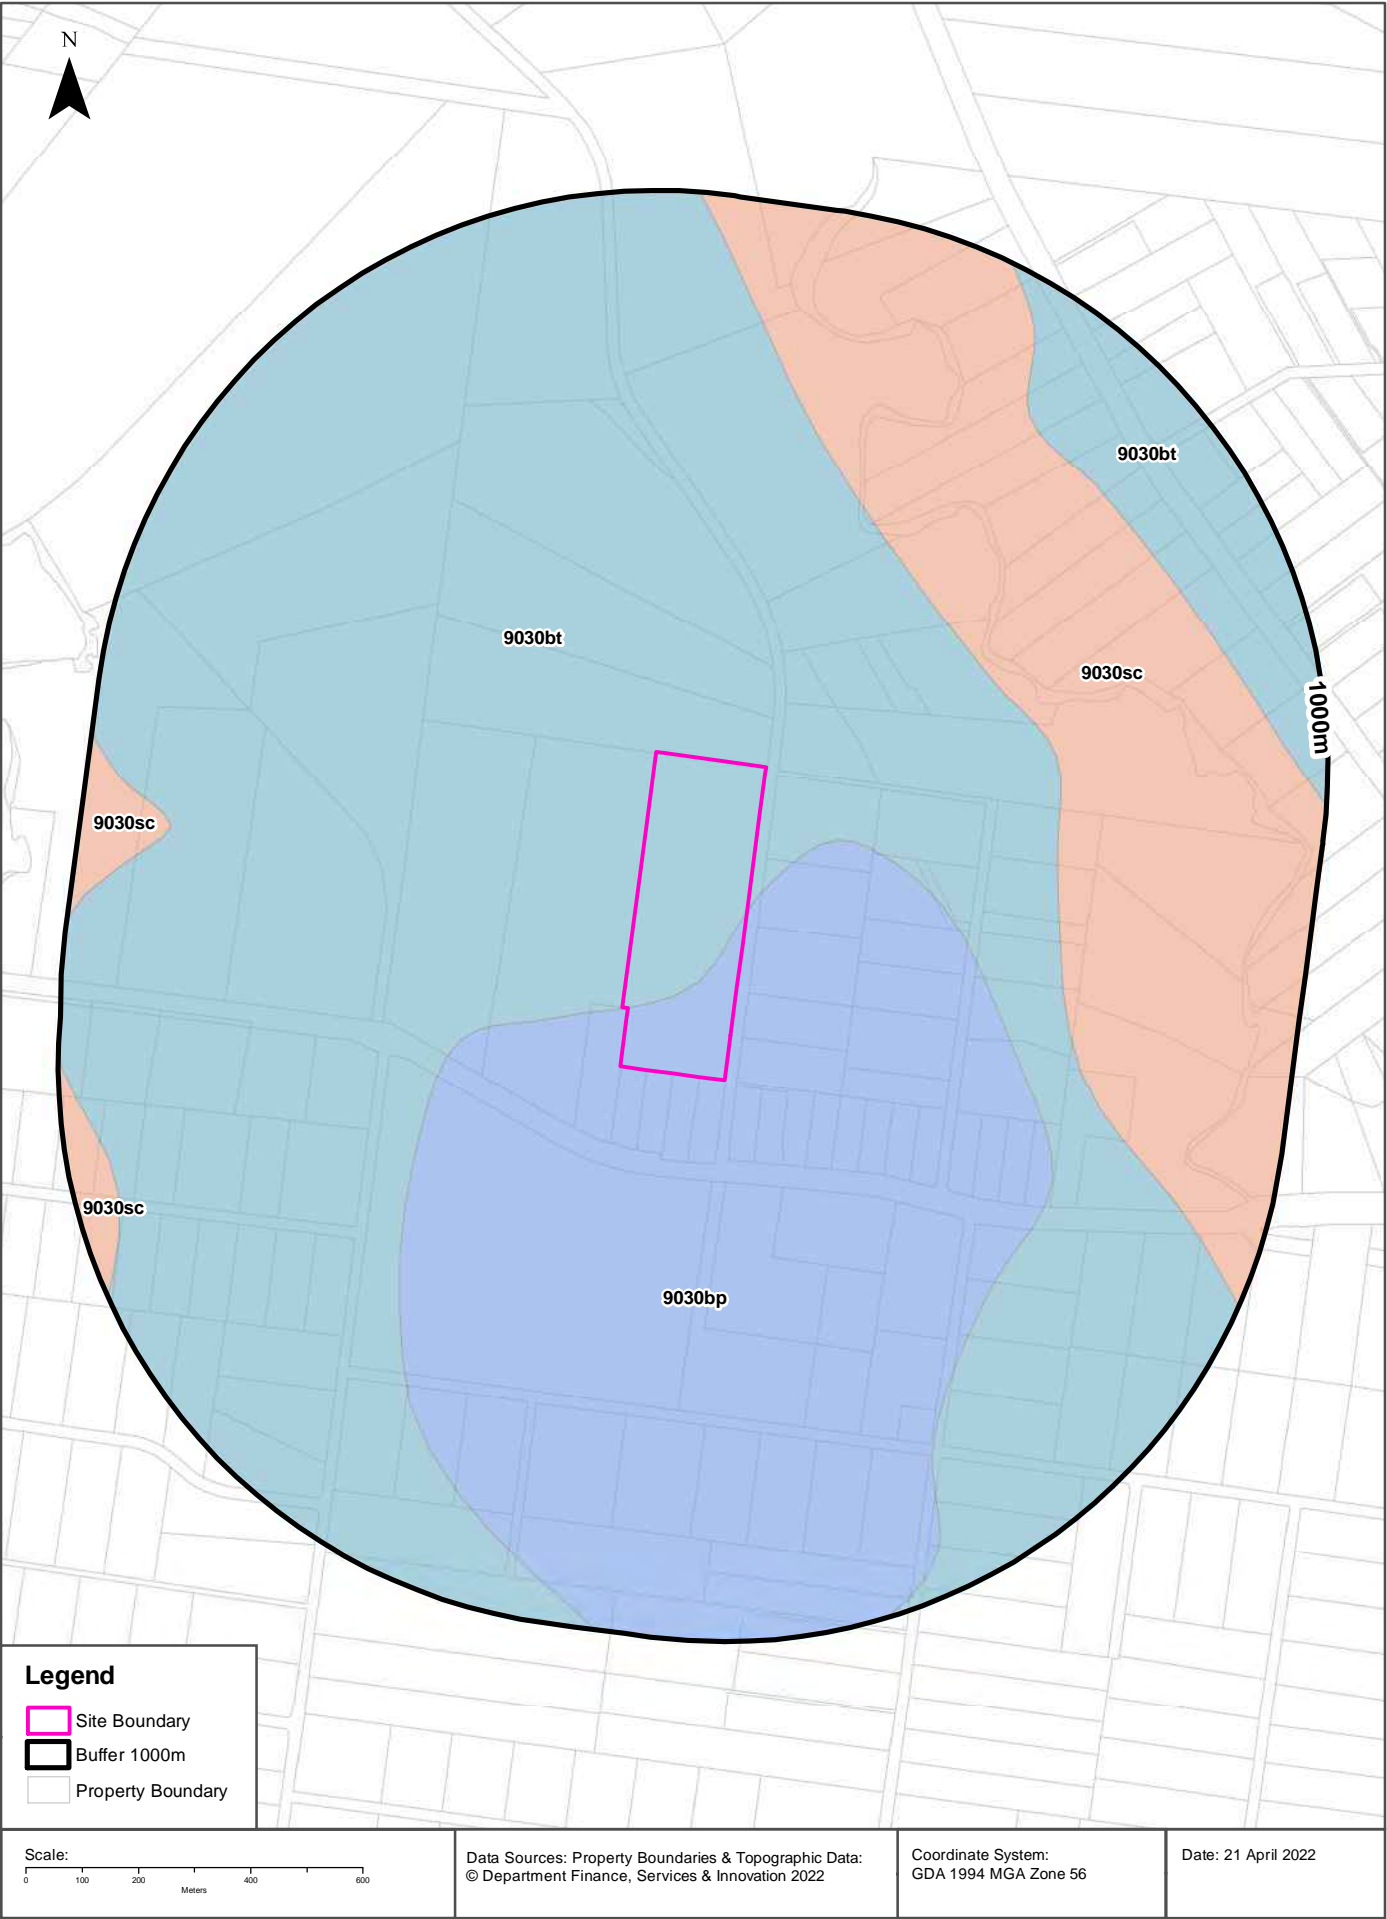 N
9030bt
9030bt
9030sc
1000m
9030sc
9030sc
9030bp
Legend
Site Boundary
Buffer 1000m
Property Boundary
Scale:
0 100 200 400 600
Meters
Data Sources: Property Boundaries & Topographic Data:
© Department Finance, Services & Innovation 2022
Coordinate System:
GDA 1994 MGA Zone 56
Date: 21 April 2022